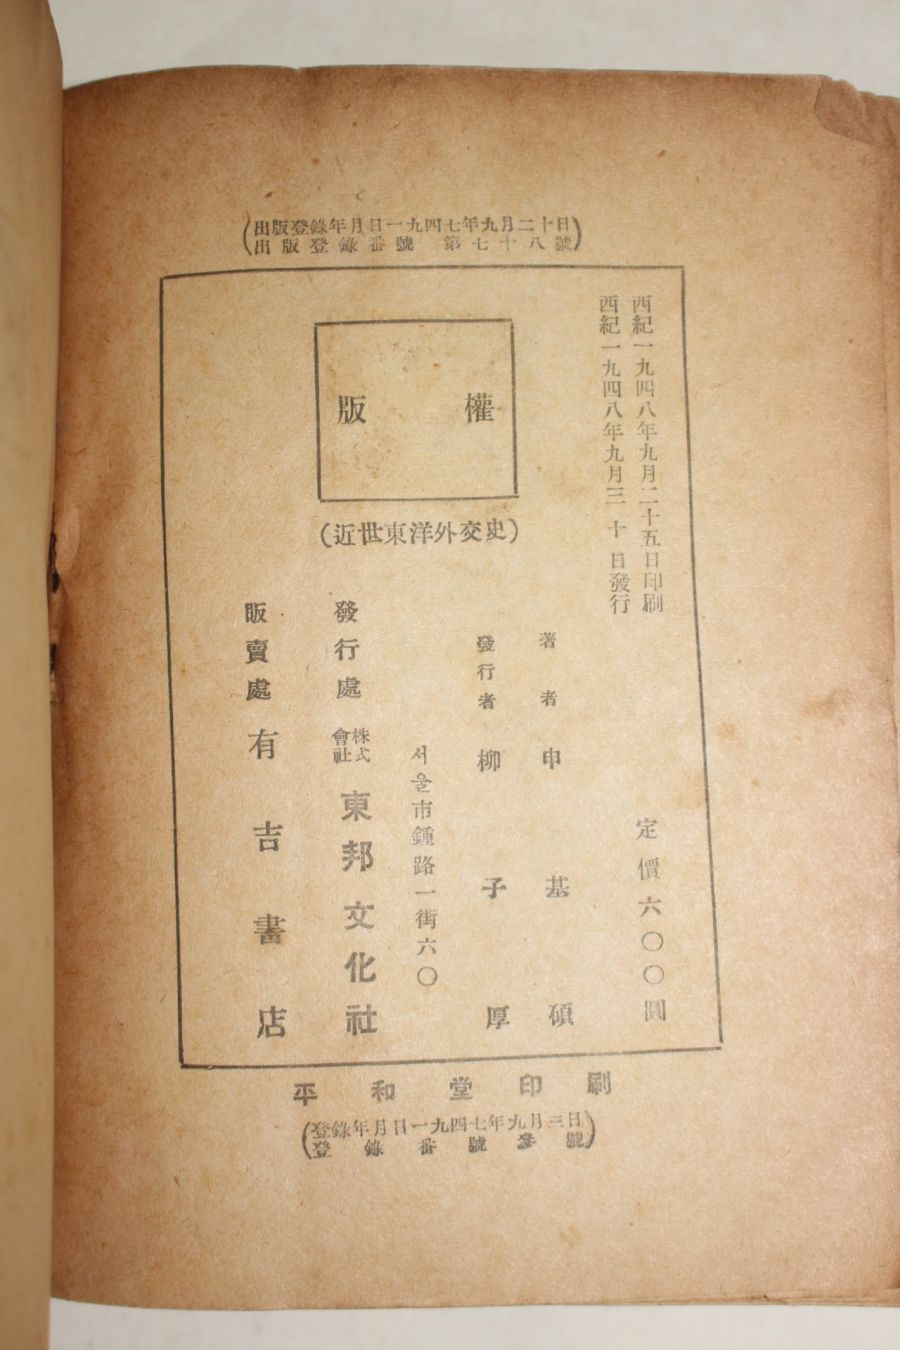 (出版登錄年月日一九四七年九月二十日
出版登錄番號 第七十八號)
西紀一九四八年九月二十五日印刷
西紀一九四八年九月三十日發行
定價六〇〇圓
版權
(近世東洋外交史)
著者 申基碩
發行者 柳子厚
서울市鍾路一街六〇
發行處 株式會社 東邦文化社
販賣處 有吉書店
平和堂印刷
(登錄年月日一九四七年九月三日
登錄番號參號)